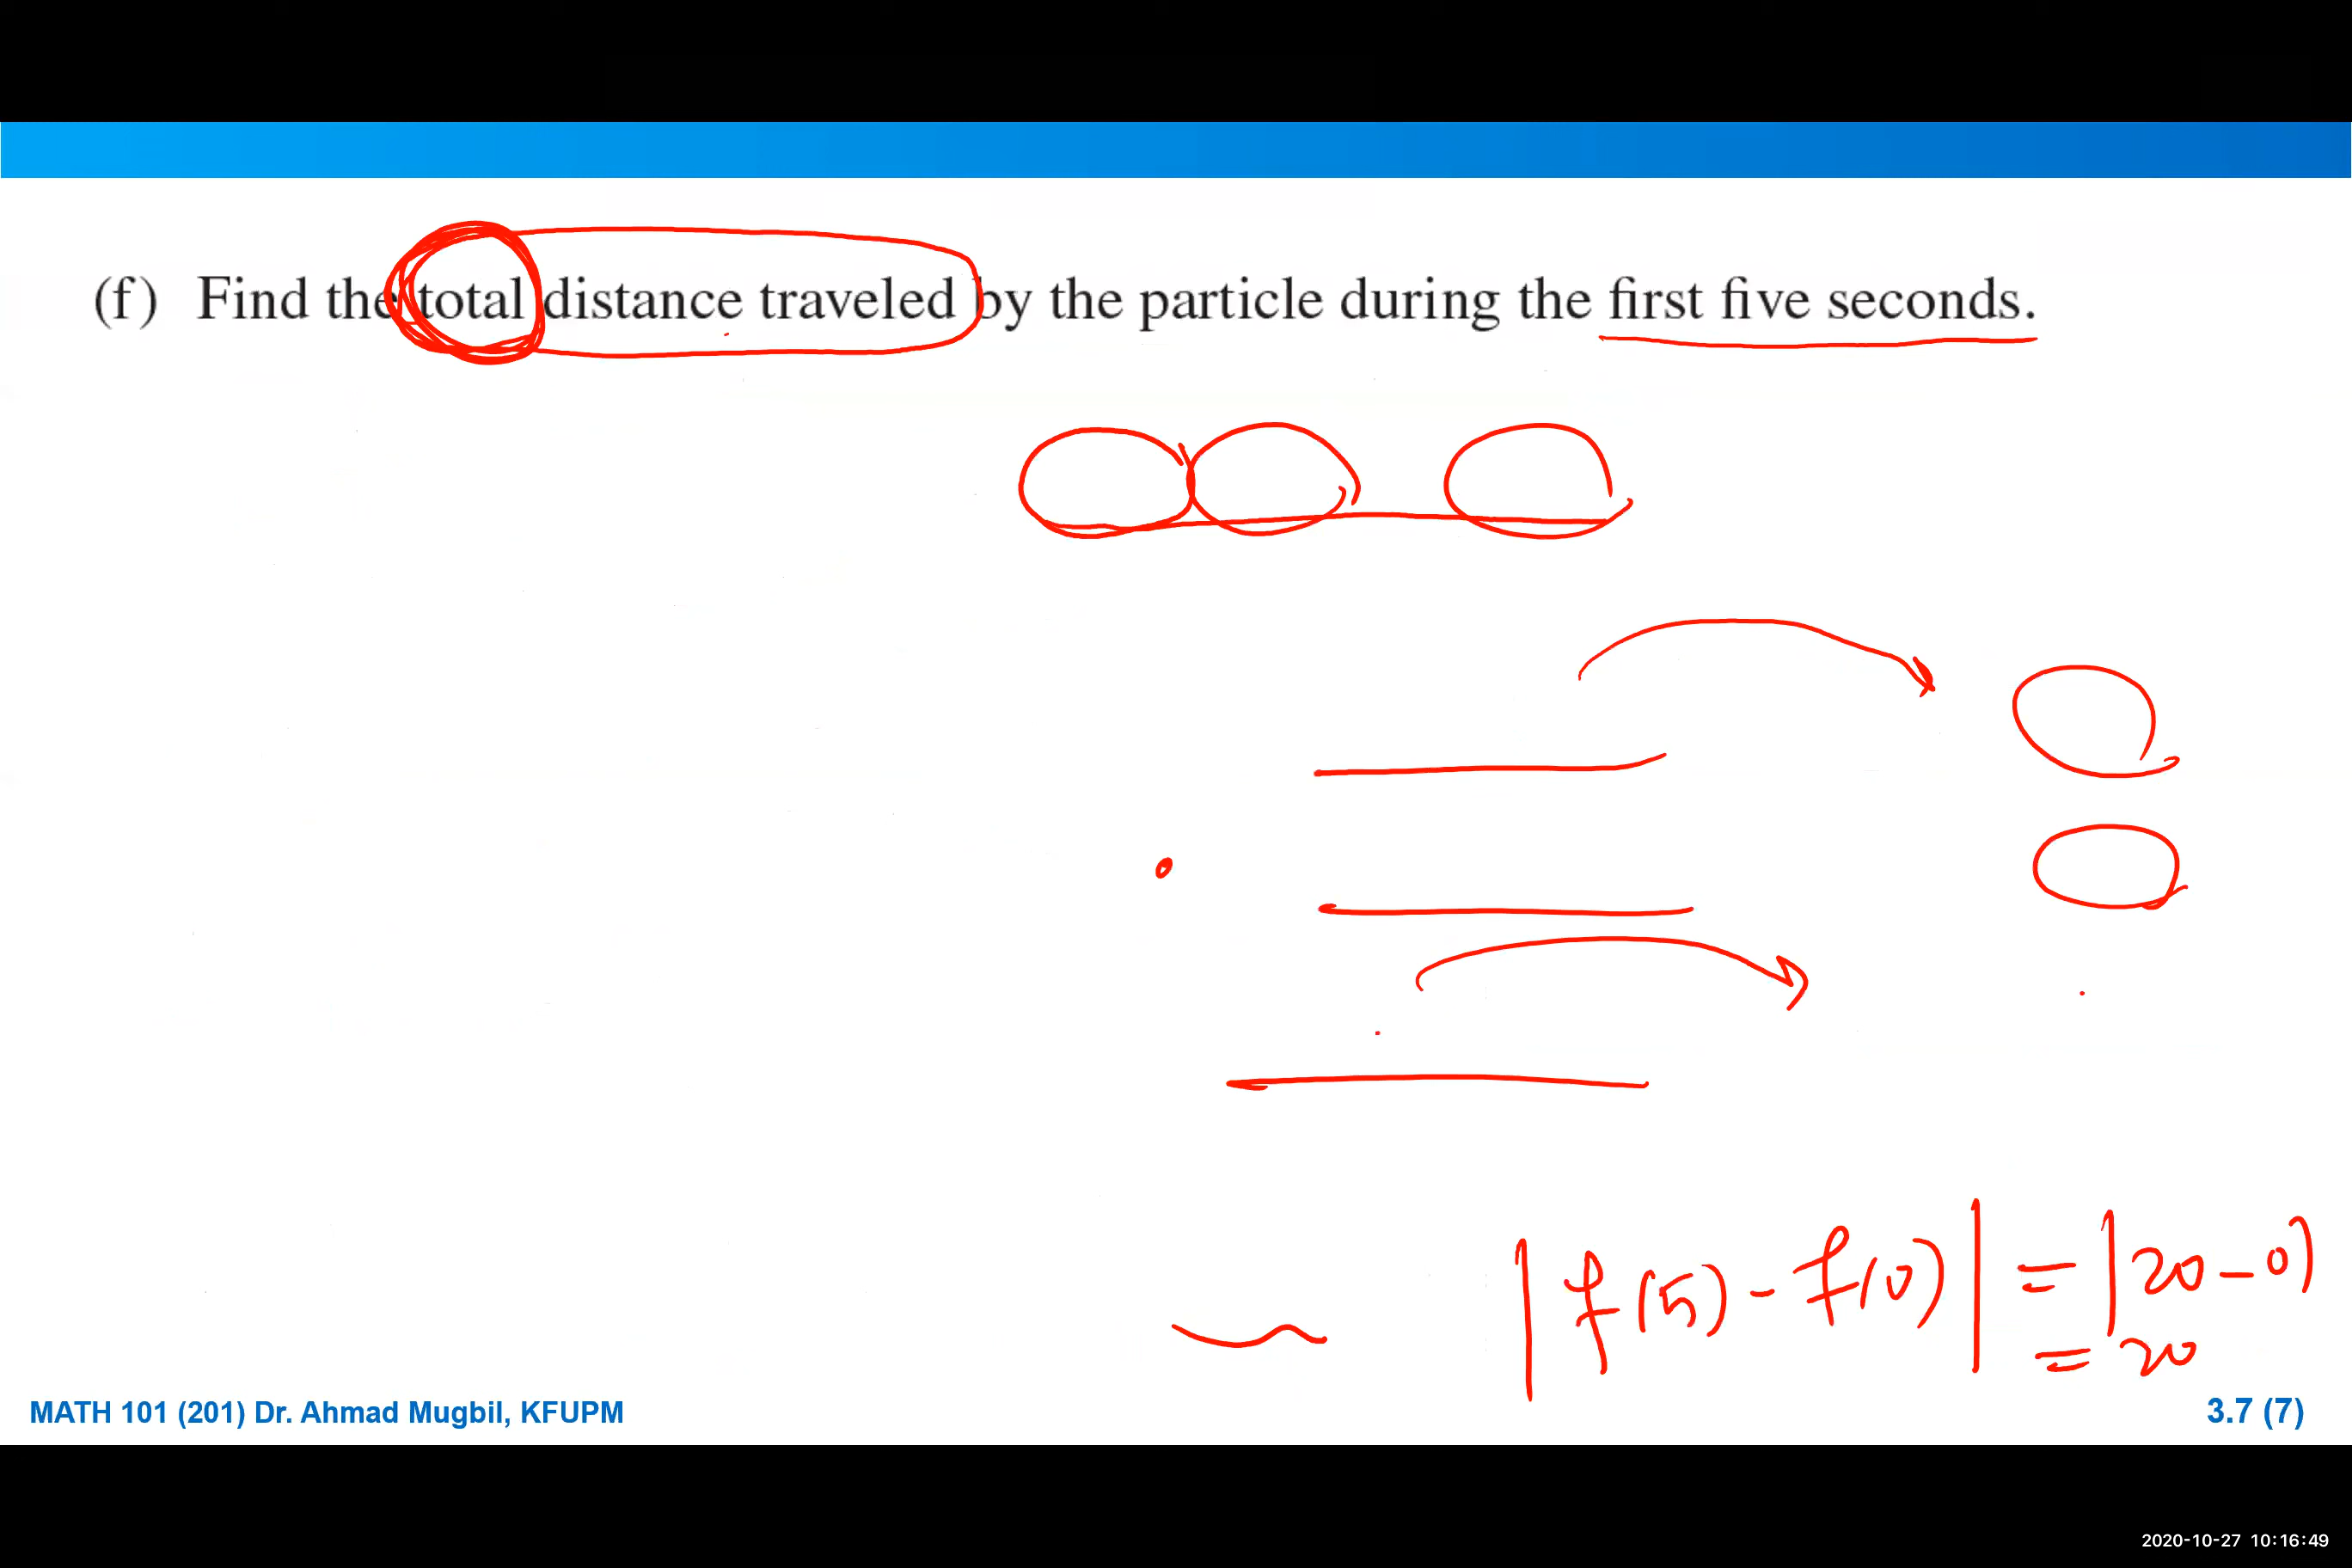 (f) Find the total distance traveled by the particle during the first five seconds.
| f(5) - f(0) | = |20-0|
= 20
MATH 101 (201) Dr. Ahmad Mugbil, KFUPM
3.7 (7)
2020-10-27 10:16:49